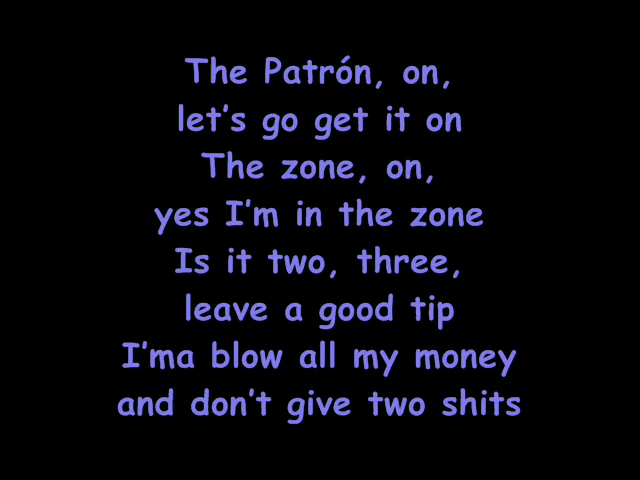 The Patrón, on,
let's go get it on
The zone, on,
yes I'm in the zone
Is it two, three,
leave a good tip
I'ma blow all my money
and don't give two shits